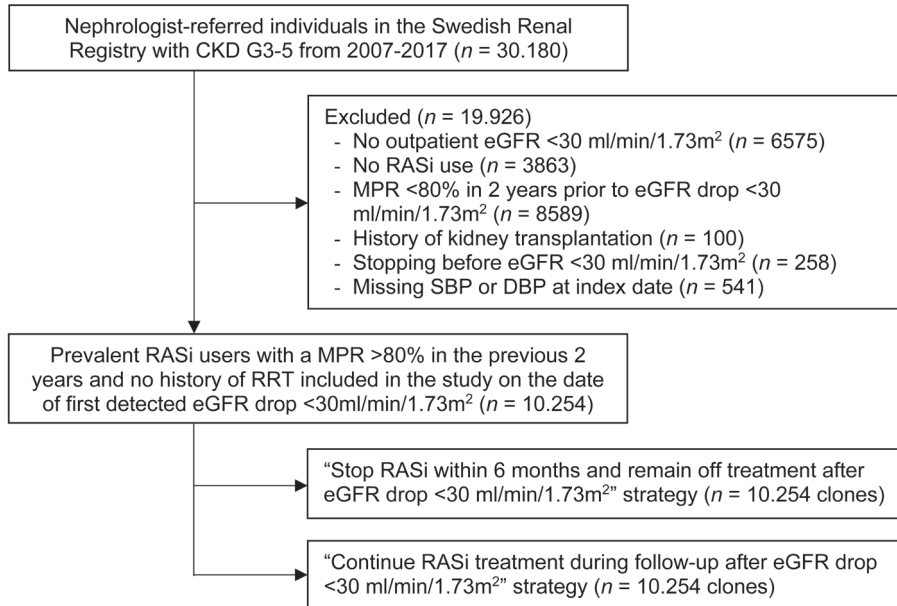 Nephrologist-referred individuals in the Swedish Renal
Registry with CKD G3-5 from 2007-2017 (n = 30.180)
Excluded (n = 19.926)
- No outpatient eGFR <30 ml/min/1.73m² (n = 6575)
- No RASi use (n = 3863)
- MPR <80% in 2 years prior to eGFR drop <30
ml/min/1.73m² (n = 8589)
- History of kidney transplantation (n = 100)
- Stopping before eGFR <30 ml/min/1.73m² (n = 258)
- Missing SBP or DBP at index date (n = 541)
Prevalent RASi users with a MPR >80% in the previous 2
years and no history of RRT included in the study on the date
of first detected eGFR drop <30ml/min/1.73m² (n = 10.254)
“Stop RASi within 6 months and remain off treatment after
eGFR drop <30 ml/min/1.73m²” strategy (n = 10.254 clones)
“Continue RASi treatment during follow-up after eGFR drop
<30 ml/min/1.73m²” strategy (n = 10.254 clones)